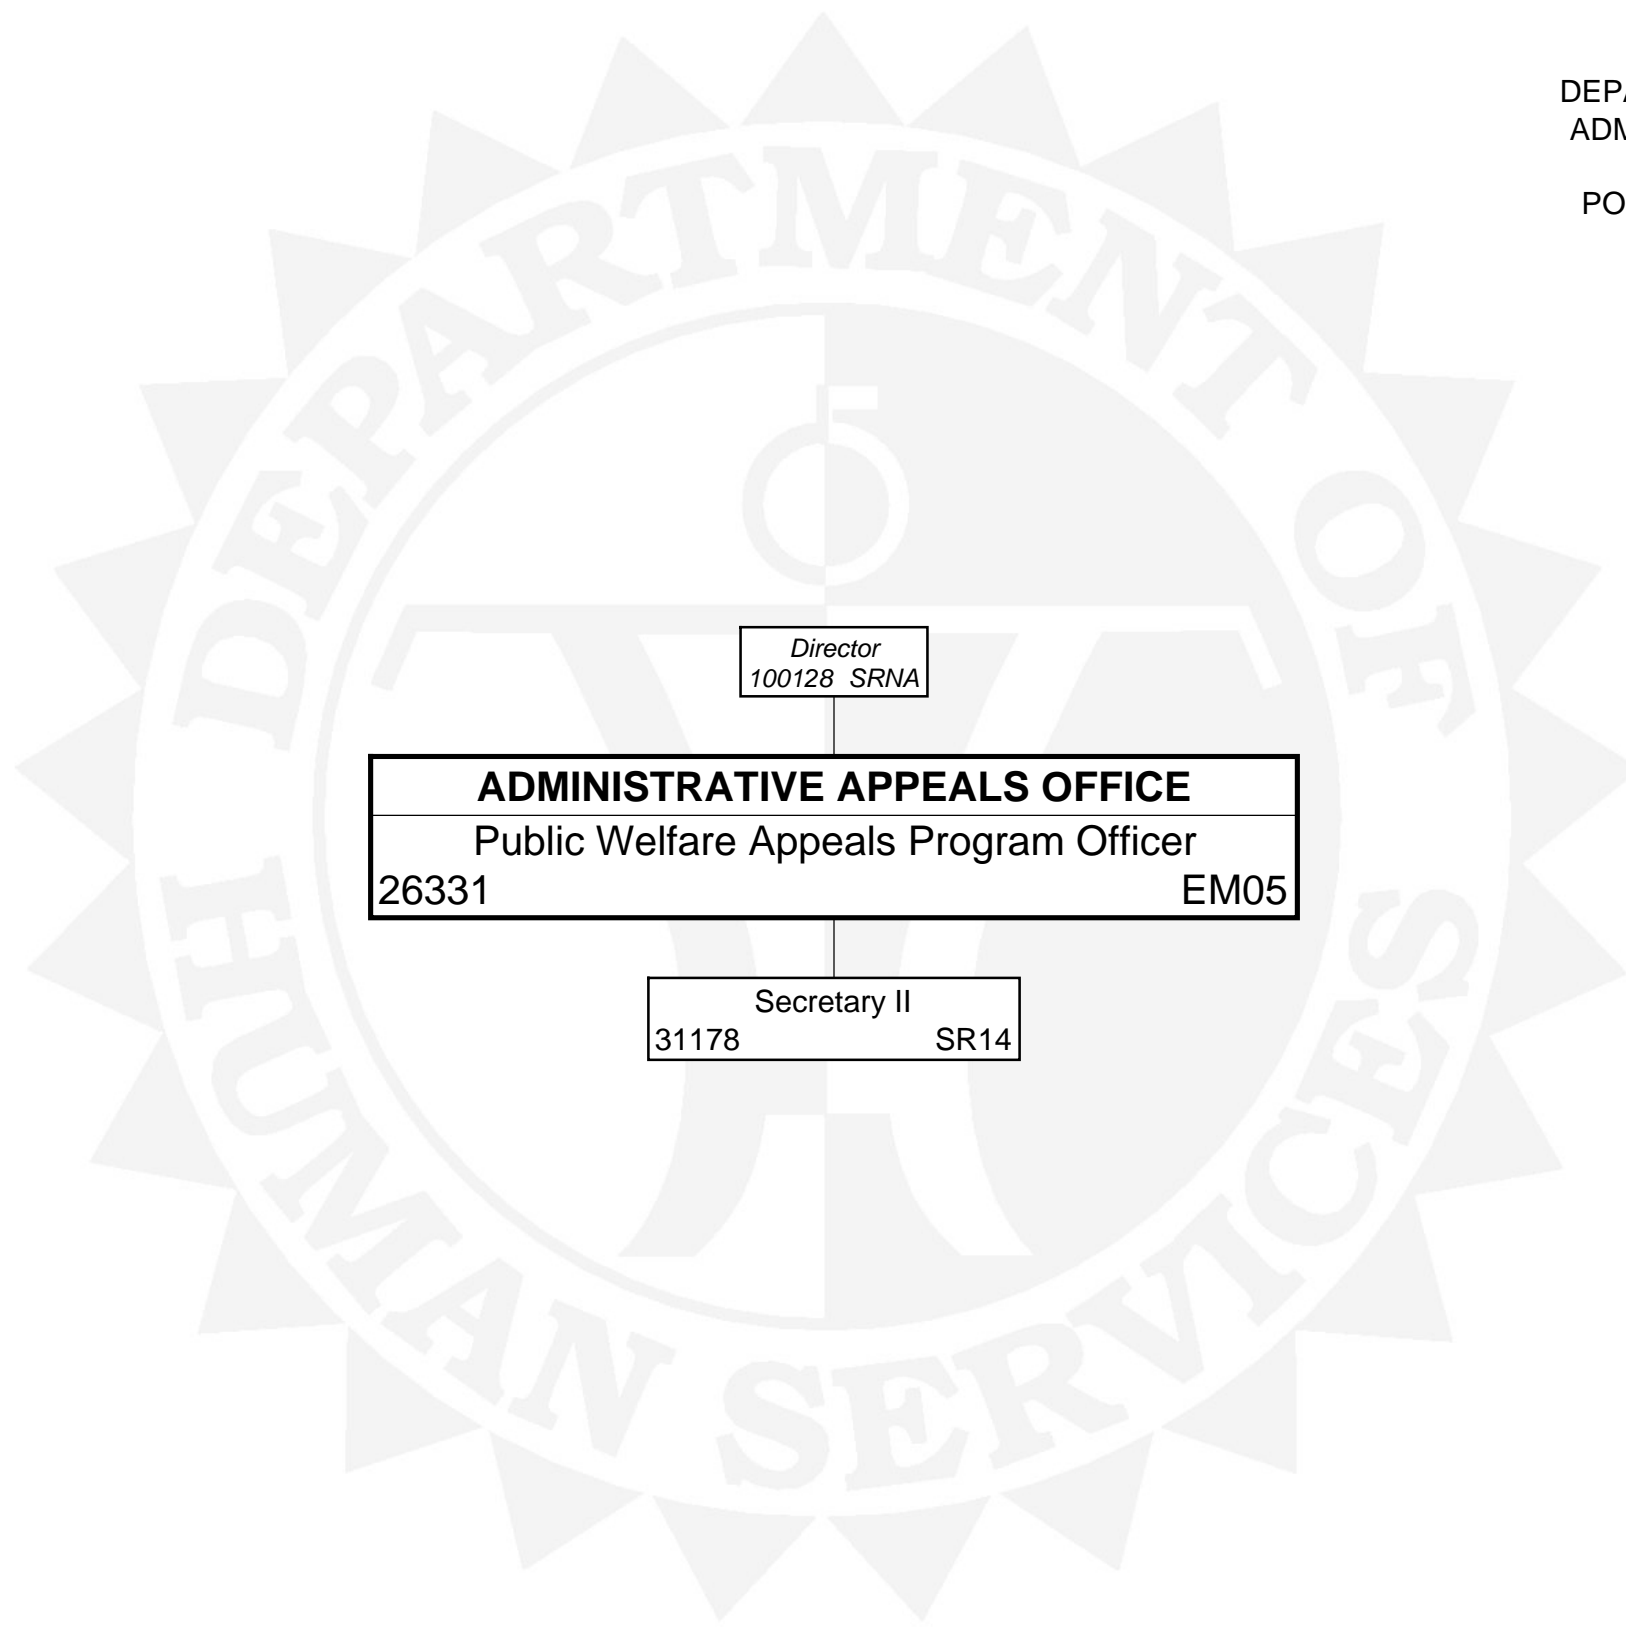 DEPA
ADM
PO
DEPARTMENT OF
HUMAN SERVICES
Director
100128 SRNA
ADMINISTRATIVE APPEALS OFFICE
Public Welfare Appeals Program Officer
26331 EM05
Secretary II
31178 SR14